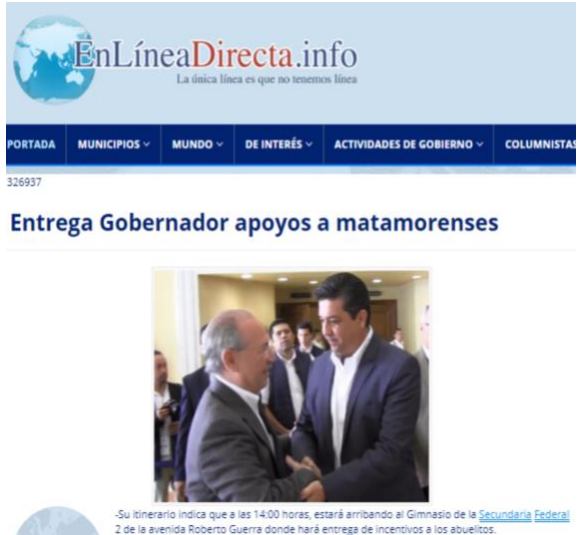 EnLíneaDirecta.info
La única línea es que no tenemos línea
PORTADA MUNICIPIOS MUNDO DE INTERÉS ACTIVIDADES DE GOBIERNO COLUMNISTAS
326937
Entrega Gobernador apoyos a matamorenses
-Su itinerario indica que a las 14:00 horas, estará arribando al Gimnasio de la Secundaria Federal
2 de la avenida Roberto Guerra donde hará entrega de incentivos a los abuelitos.